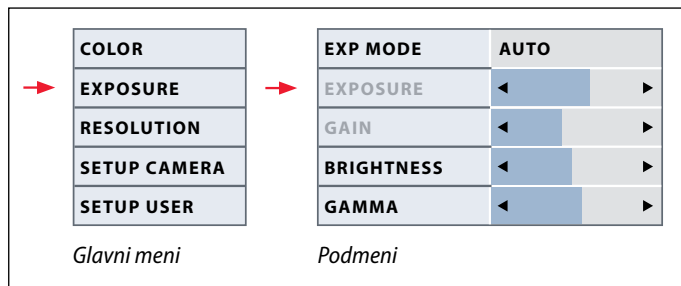 COLOR
EXPOSURE
RESOLUTION
SETUP CAMERA
SETUP USER
Glavni meni
EXP MODE AUTO
EXPOSURE
GAIN
BRIGHTNESS
GAMMA
Podmeni